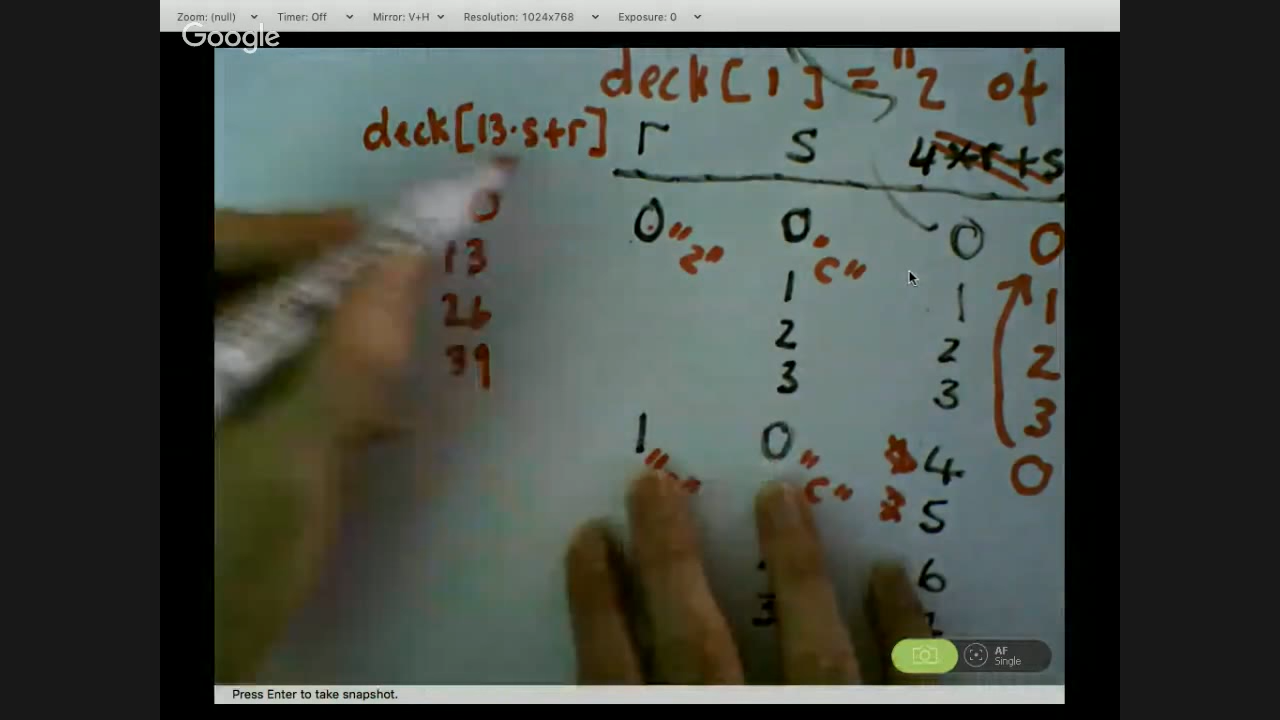 Zoom: (null) Timer: Off Mirror: V+H Resolution: 1024x768 Exposure: 0
Google
deck[1] = "2 of
deck[13·s+r] r s 4*r+s
0 0 "2" 0 "C" 0 0
13 1 1 1
26 2 2 2
39 3 3 3
1 0 "C" 4 0
5
6
3
AF
Single
Press Enter to take snapshot.